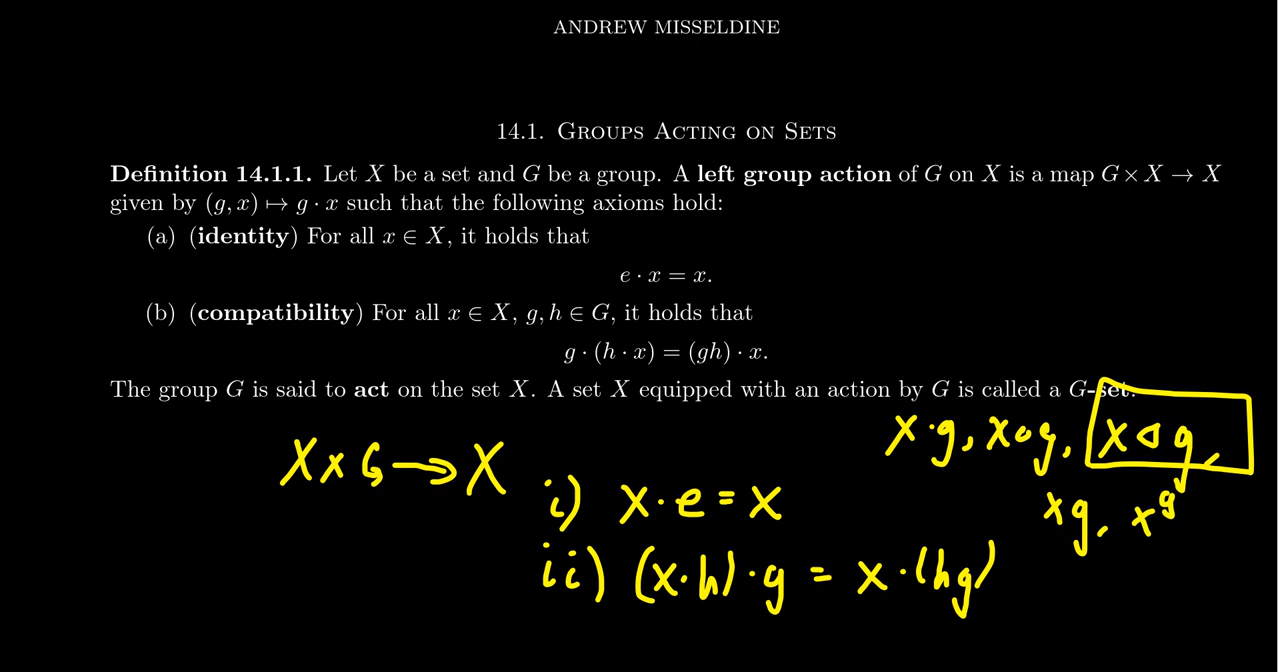 ANDREW MISSELDINE
14.1. GROUPS ACTING ON SETS
Definition 14.1.1. Let X be a set and G be a group. A left group action of G on X is a map G × X → X
given by (g, x) ↦ g · x such that the following axioms hold:
(a) (identity) For all x ∈ X, it holds that
e · x = x.
(b) (compatibility) For all x ∈ X, g, h ∈ G, it holds that
g · (h · x) = (gh) · x.
The group G is said to act on the set X. A set X equipped with an action by G is called a G-set.
x·g, x∘g, x◁g,
X×G→X
xg, x^g
i) x·e = x
ii) (x·h)·g = x·(hg)